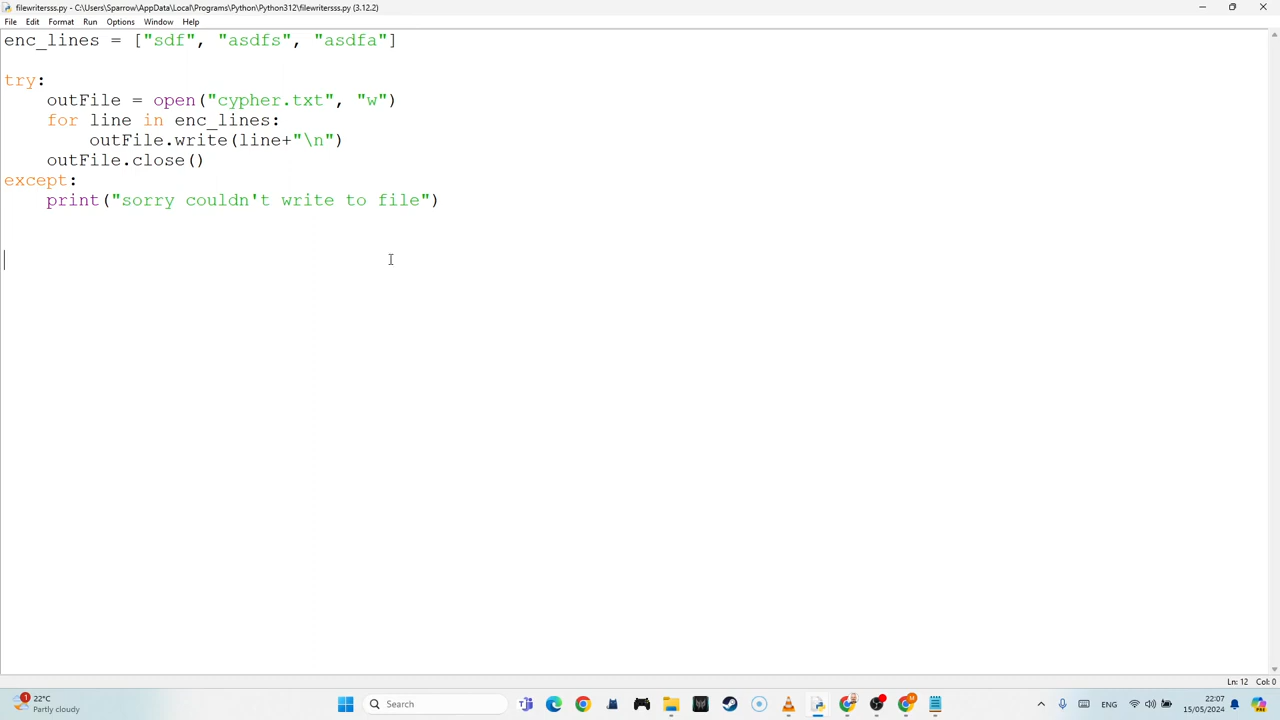 filewritersss.py - C:\Users\Sparrow/AppData\Local\Programs\Python\Python312\filewritersss.py (3.12.2)
File Edit Format Run Options Window Help
enc_lines = ["sdf", "asdfs", "asdfa"]
try:
    outFile = open("cypher.txt", "w")
    for line in enc_lines:
        outFile.write(line+"\n")
    outFile.close()
except:
    print("sorry couldn't write to file")
Ln: 12 Col: 0
1
22°C
Partly cloudy
Search
ENG
22:07
15/05/2024